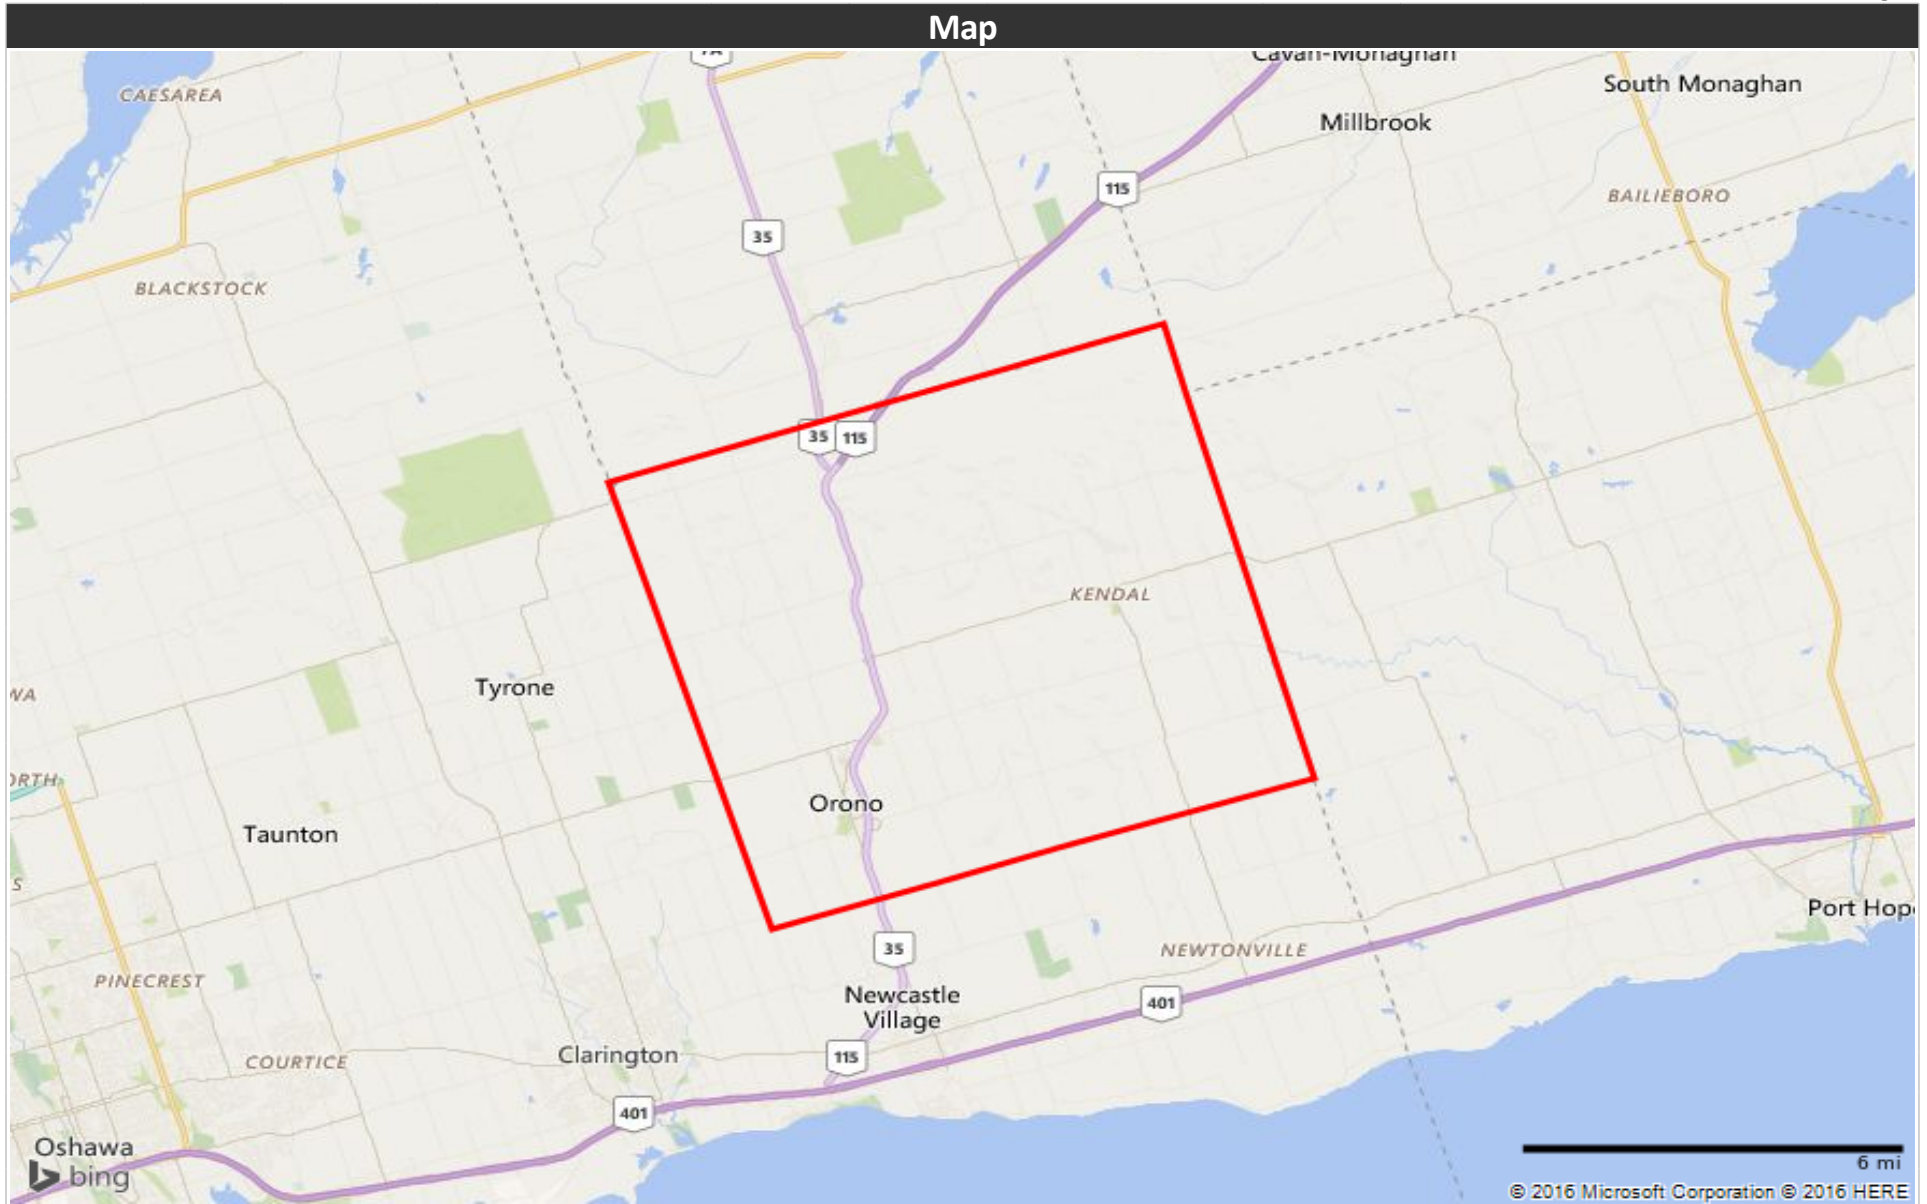 Map
7A
Cavan-Monaghan
South Monaghan
CAESAREA
Millbrook
115
BAILIEBORO
35
BLACKSTOCK
35 115
KENDAL
Tyrone
Orono
Taunton
Port Hop
35
NEWTONVILLE
PINECREST
Newcastle
Village
401
Clarington
115
COURTICE
401
Oshawa
bing
6 mi
© 2016 Microsoft Corporation © 2016 HERE